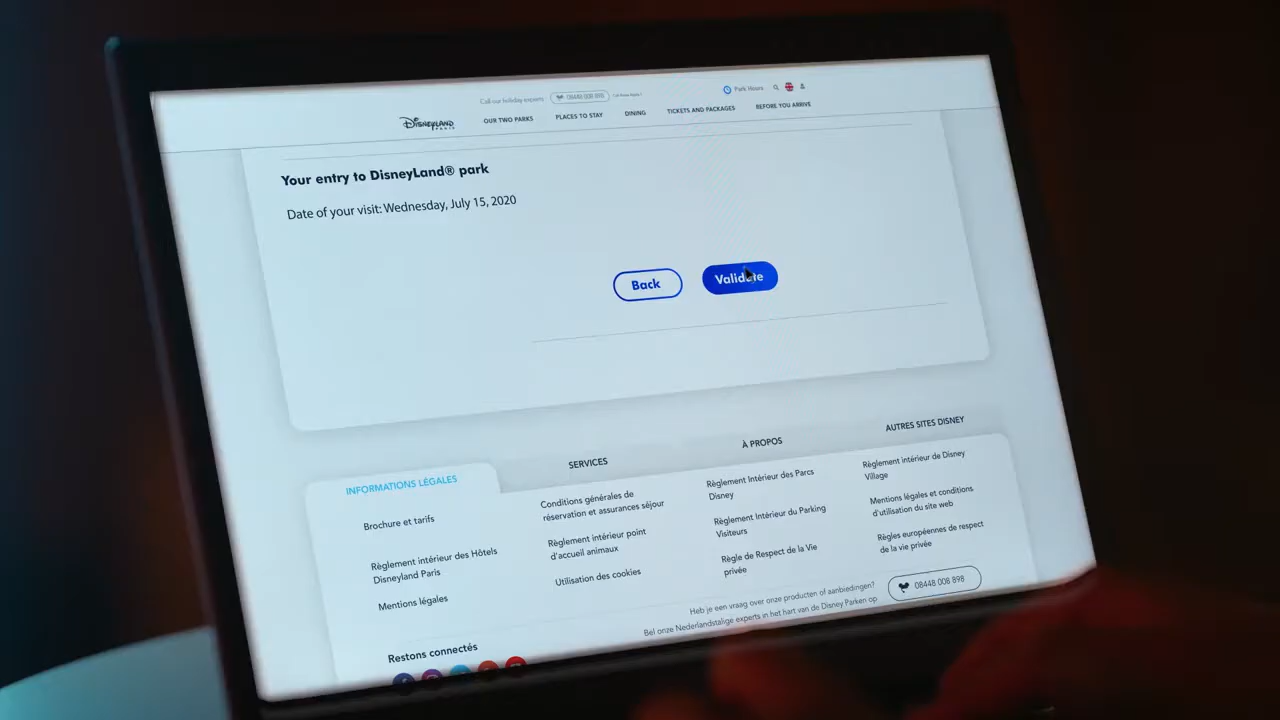 Call our holiday experts 08448 008 898
Park Hours
DISNEYLAND
PARIS
OUR TWO PARKS PLACES TO STAY DINING TICKETS AND PACKAGES BEFORE YOU ARRIVE
Your entry to DisneyLand® park
Date of your visit: Wednesday, July 15, 2020
Back Validate
INFORMATIONS LÉGALES
Brochure et tarifs
Règlement intérieur des Hôtels
Disneyland Paris
Mentions légales
SERVICES
Conditions générales de
réservation et assurances séjour
Règlement intérieur point
d'accueil animaux
Utilisation des cookies
À PROPOS
Règlement Intérieur des Parcs
Disney
Règlement Intérieur du Parking
Visiteurs
Règle de Respect de la Vie
privée
AUTRES SITES DISNEY
Règlement intérieur de Disney
Village
Mentions légales et conditions
d'utilisation du site web
Règles européennes de respect
de la vie privée
Heb je een vraag over onze producten of aanbiedingen?
Bel onze Nederlandstalige experts in het hart van de Disney Parken op
08448 008 898
Restons connectés